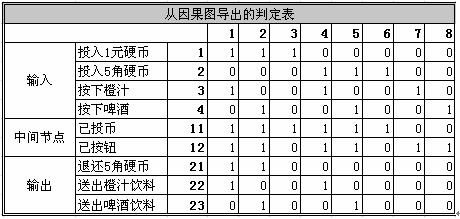 从因果图导出的判定表
1 2 3 4 5 6 7 8
输入 投入1元硬币 1 1 1 1 0 0 0 0 0
投入5角硬币 2 0 0 0 1 1 1 0 0
按下橙汁 3 1 0 0 1 0 0 1 0
按下啤酒 4 0 1 0 0 1 0 0 1
中间节点 已投币 11 1 1 1 1 1 1 0 0
已按钮 12 1 1 0 1 1 0 1 1
输出 退还5角硬币 21 1 1 0 0 0 0 0 0
送出橙汁饮料 22 1 0 0 1 0 0 0 0
送出啤酒饮料 23 0 1 0 0 1 0 0 0